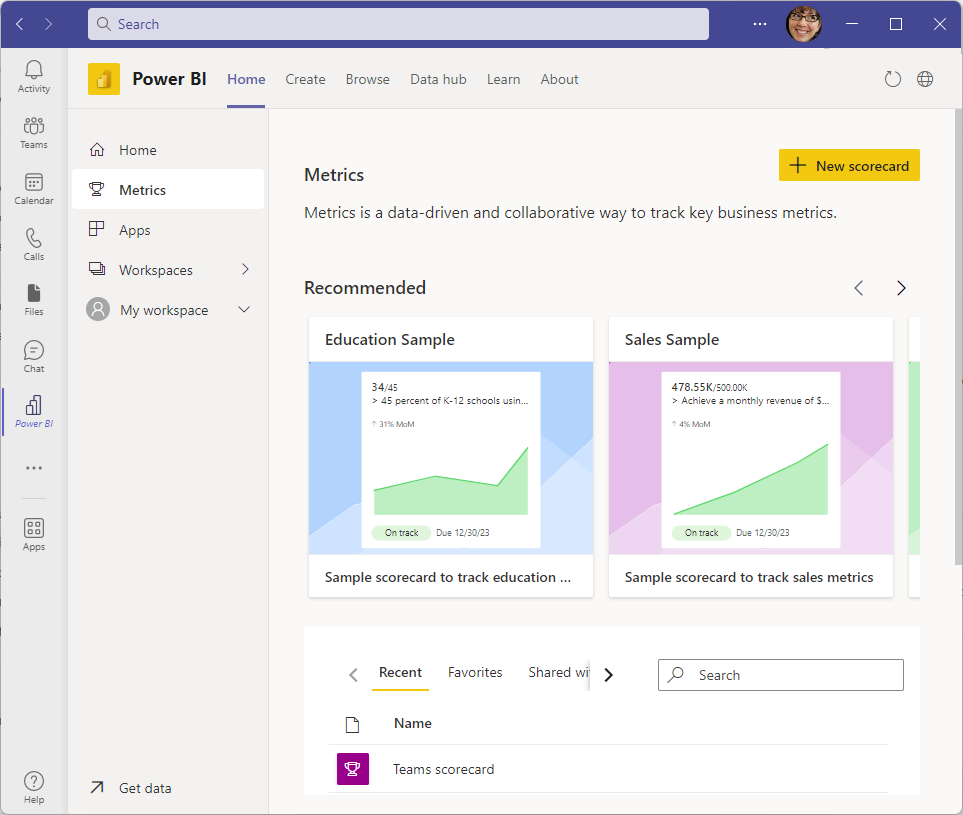 Search
Activity
Teams
Calendar
Calls
Files
Chat
Power BI
Apps
Help
Power BI
Home
Create
Browse
Data hub
Learn
About
Home
Metrics
Apps
Workspaces
My workspace
Get data
Metrics
New scorecard
Metrics is a data-driven and collaborative way to track key business metrics.
Recommended
Education Sample
34/45
> 45 percent of K-12 schools usin...
↑ 31% MoM
On track Due 12/30/23
Sample scorecard to track education ...
Sales Sample
478.55K/500.00K
> Achieve a monthly revenue of $...
↑ 4% MoM
On track Due 12/30/23
Sample scorecard to track sales metrics
Recent
Favorites
Shared wi
Search
Name
Teams scorecard